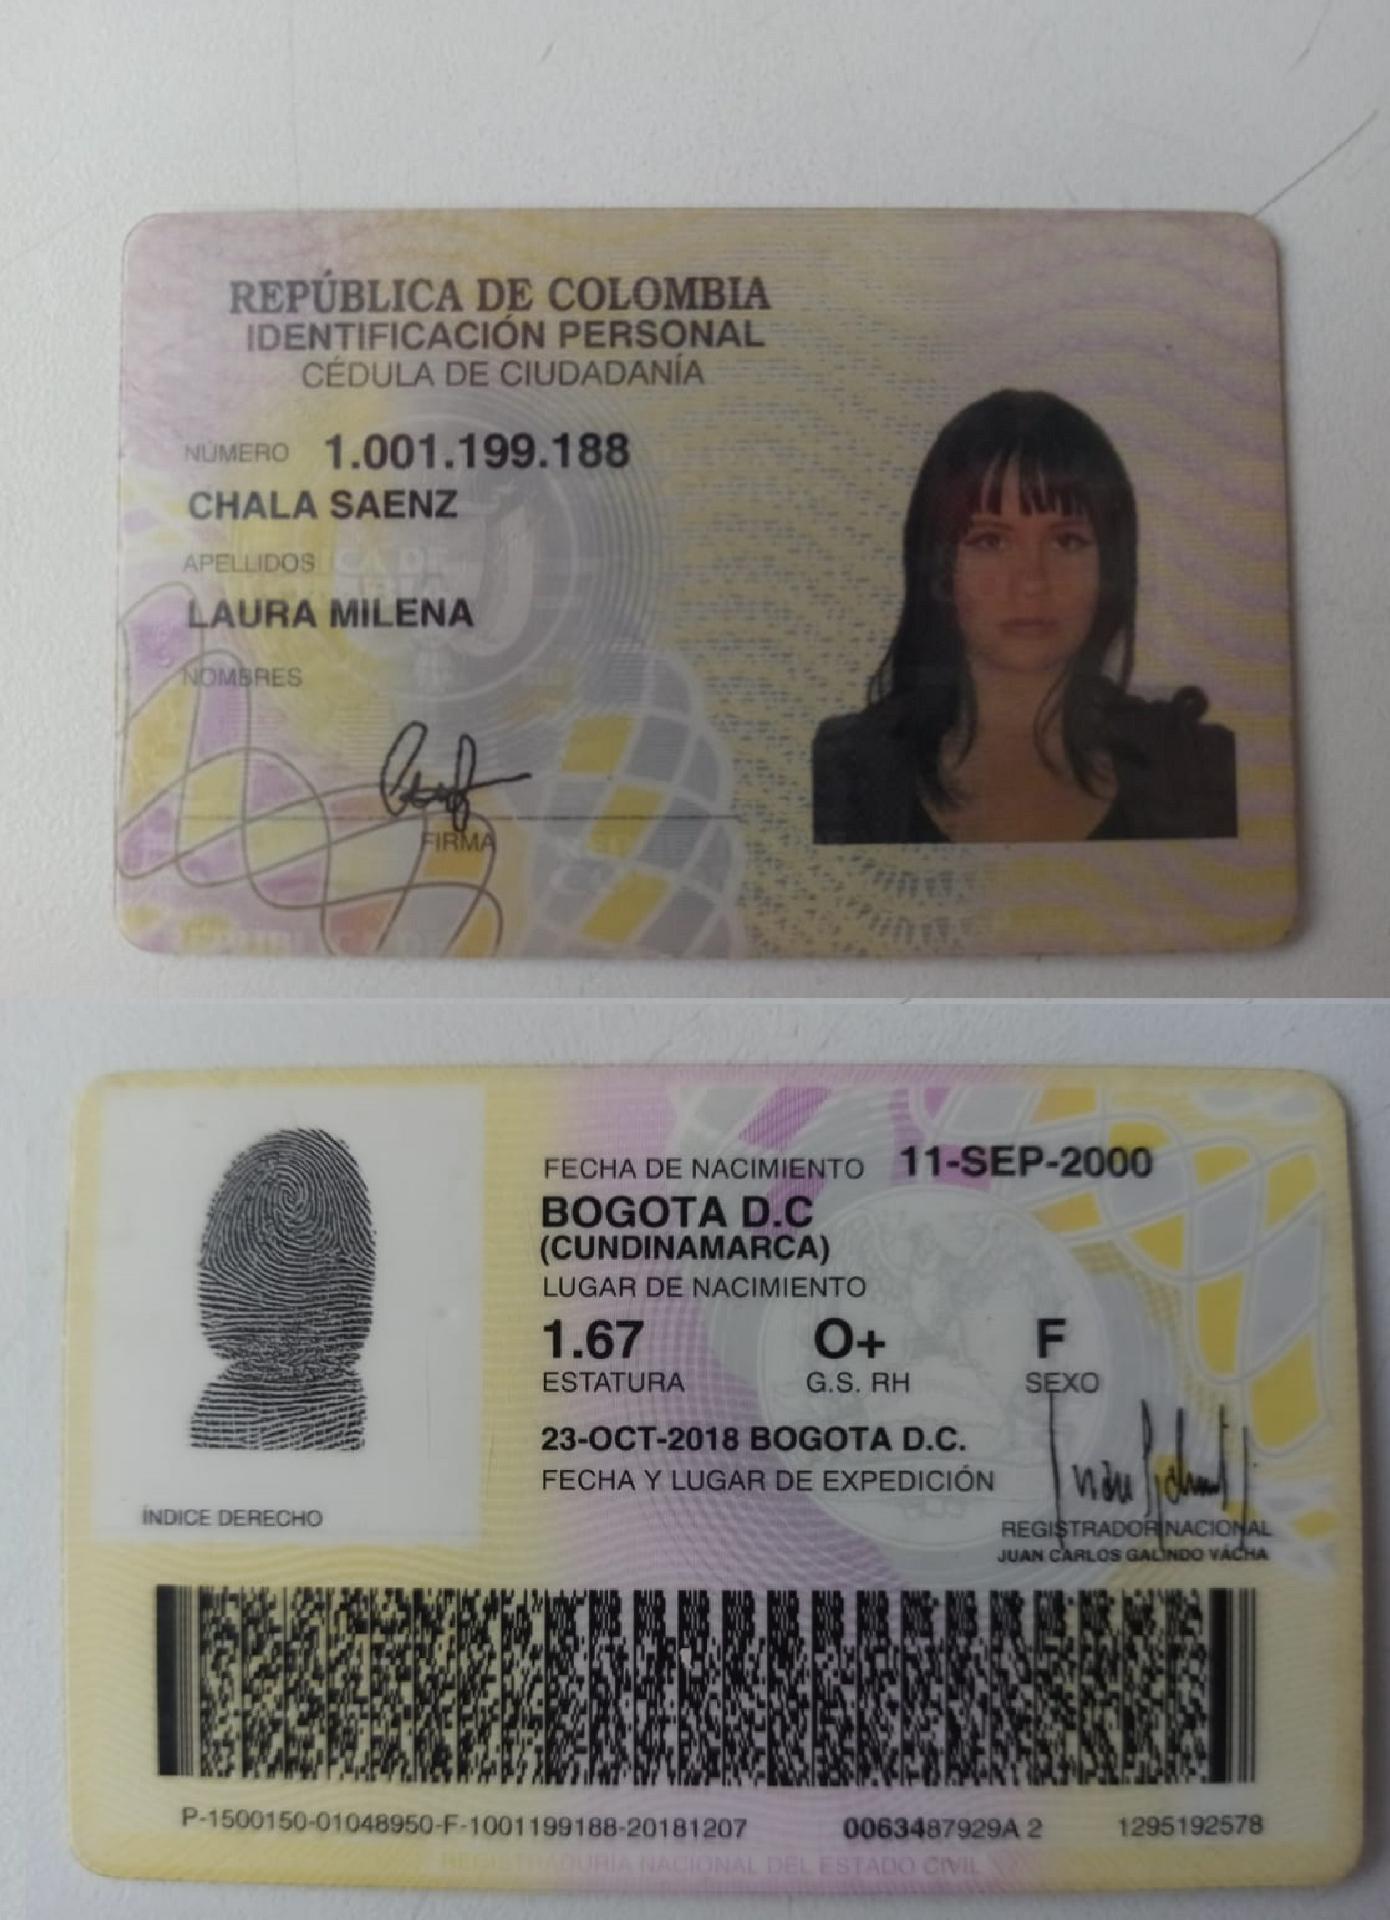 REPÚBLICA DE COLOMBIA
IDENTIFICACIÓN PERSONAL
CÉDULA DE CIUDADANÍA
NÚMERO 1.001.199.188
CHALA SAENZ
APELLIDOS
LAURA MILENA
NOMBRES
FIRMA
FECHA DE NACIMIENTO 11-SEP-2000
BOGOTA D.C
(CUNDINAMARCA)
LUGAR DE NACIMIENTO
1.67 O+ F
ESTATURA G.S. RH SEXO
23-OCT-2018 BOGOTA D.C.
FECHA Y LUGAR DE EXPEDICIÓN
ÍNDICE DERECHO
REGISTRADOR NACIONAL
JUAN CARLOS GALINDO VÁCHA
P-1500150-01048950-F-1001199188-20181207 0063487929A 2 1295192578
REGISTRADURIA NACIONAL DEL ESTADO CIVIL